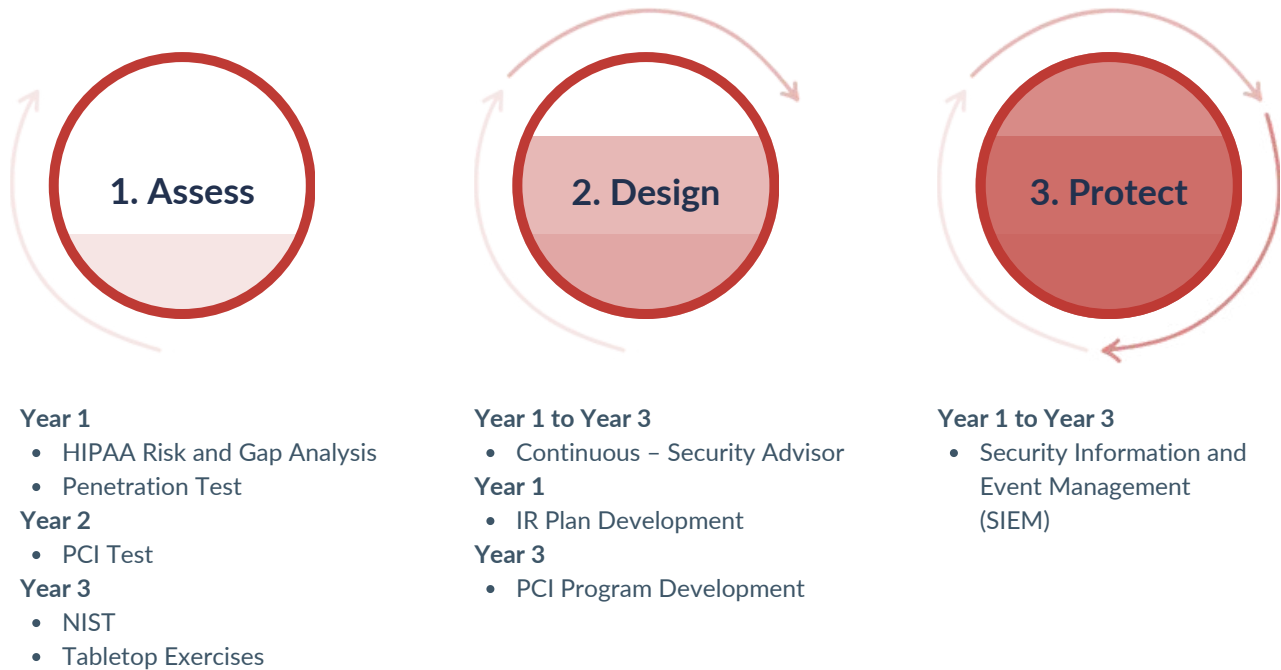 1. Assess
2. Design
3. Protect
Year 1
• HIPAA Risk and Gap Analysis
• Penetration Test
Year 2
• PCI Test
Year 3
• NIST
• Tabletop Exercises
Year 1 to Year 3
• Continuous – Security Advisor
Year 1
• IR Plan Development
Year 3
• PCI Program Development
Year 1 to Year 3
• Security Information and
Event Management
(SIEM)